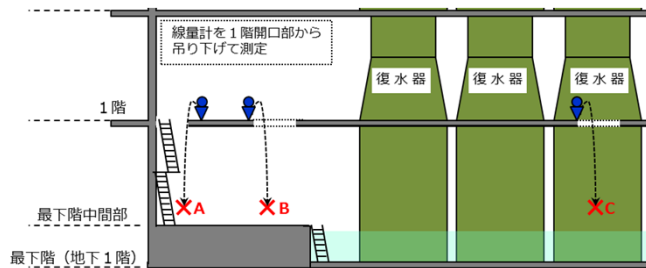 線量計を１階開口部から
吊り下げて測定
復水器
復水器
復水器
１階
A
B
C
最下階中間部
最下階（地下１階）